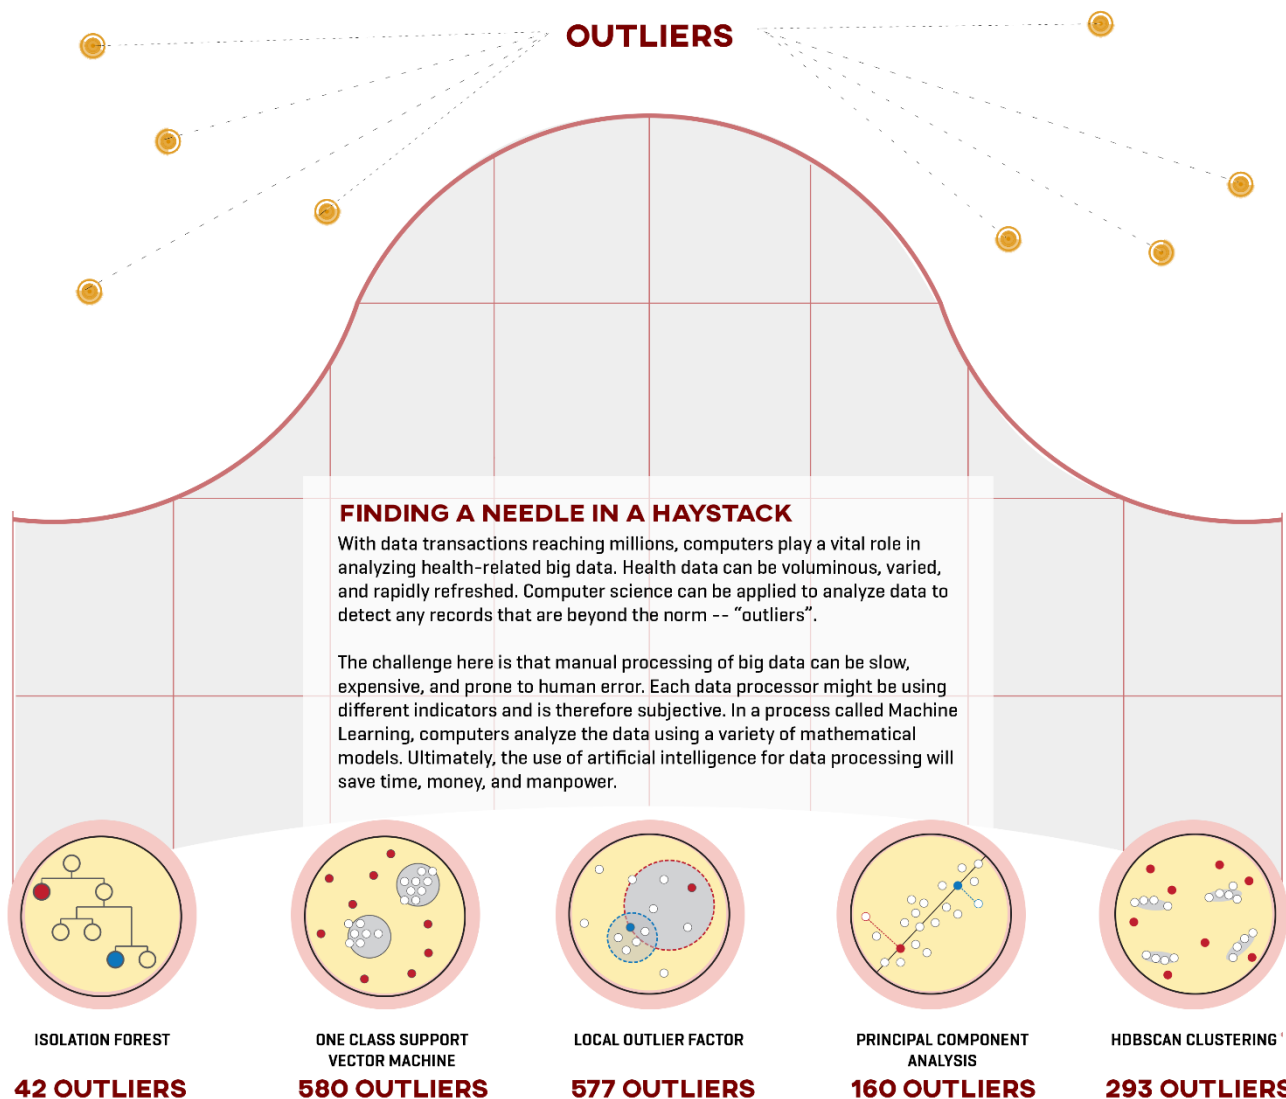 OUTLIERS
FINDING A NEEDLE IN A HAYSTACK
With data transactions reaching millions, computers play a vital role in
analyzing health-related big data. Health data can be voluminous, varied,
and rapidly refreshed. Computer science can be applied to analyze data to
detect any records that are beyond the norm -- “outliers”.
The challenge here is that manual processing of big data can be slow,
expensive, and prone to human error. Each data processor might be using
different indicators and is therefore subjective. In a process called Machine
Learning, computers analyze the data using a variety of mathematical
models. Ultimately, the use of artificial intelligence for data processing will
save time, money, and manpower.
ISOLATION FOREST
42 OUTLIERS
ONE CLASS SUPPORT
VECTOR MACHINE
580 OUTLIERS
LOCAL OUTLIER FACTOR
577 OUTLIERS
PRINCIPAL COMPONENT
ANALYSIS
160 OUTLIERS
HDBSCAN CLUSTERING
293 OUTLIERS